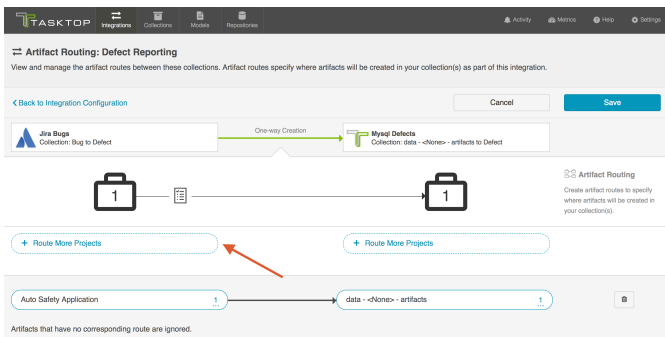 TASKTOP
Integrations
Collections
Models
Repositories
Activity
Metrics
Help
Settings
Artifact Routing: Defect Reporting
View and manage the artifact routes between these collections. Artifact routes specify where artifacts will be created in your collection(s) as part of this integration.
Back to Integration Configuration
Cancel
Save
Jira Bugs
Collection: Bug to Defect
One-way Creation
Mysql Defects
Collection: data - <None> - artifacts to Defect
1
1
Artifact Routing
Create artifact routes to specify
where artifacts will be created in
your collection(s).
+ Route More Projects
+ Route More Projects
Auto Safety Application
1
...
data - <None> - artifacts
1
...
Artifacts that have no corresponding route are ignored.